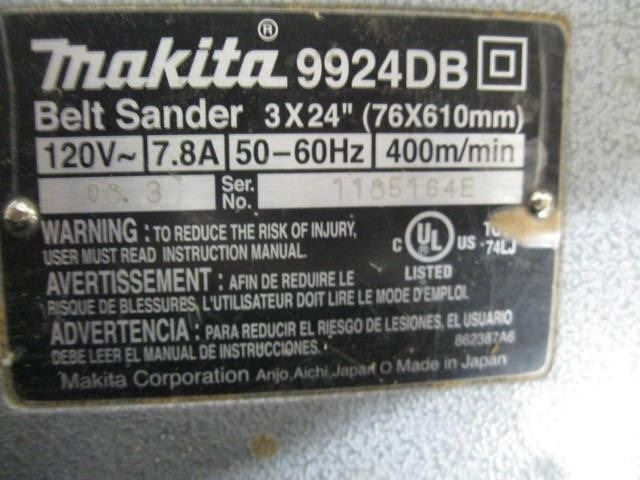 makita® 9924DB
Belt Sander 3X24" (76X610mm)
120V~ 7.8A 50–60Hz 400m/min
08.3 Ser. No. 1185164E
WARNING : TO REDUCE THE RISK OF INJURY,
USER MUST READ INSTRUCTION MANUAL.
C UL US LISTED
74LJ
AVERTISSEMENT : AFIN DE REDUIRE LE
RISQUE DE BLESSURES, L'UTILISATEUR DOIT LIRE LE MODE D'EMPLOI.
ADVERTENCIA : PARA REDUCIR EL RIESGO DE LESIONES, EL USUARIO
DEBE LEER EL MANUAL DE INSTRUCCIONES. 862387A6
Makita Corporation Anjo,Aichi,Japan O Made in Japan